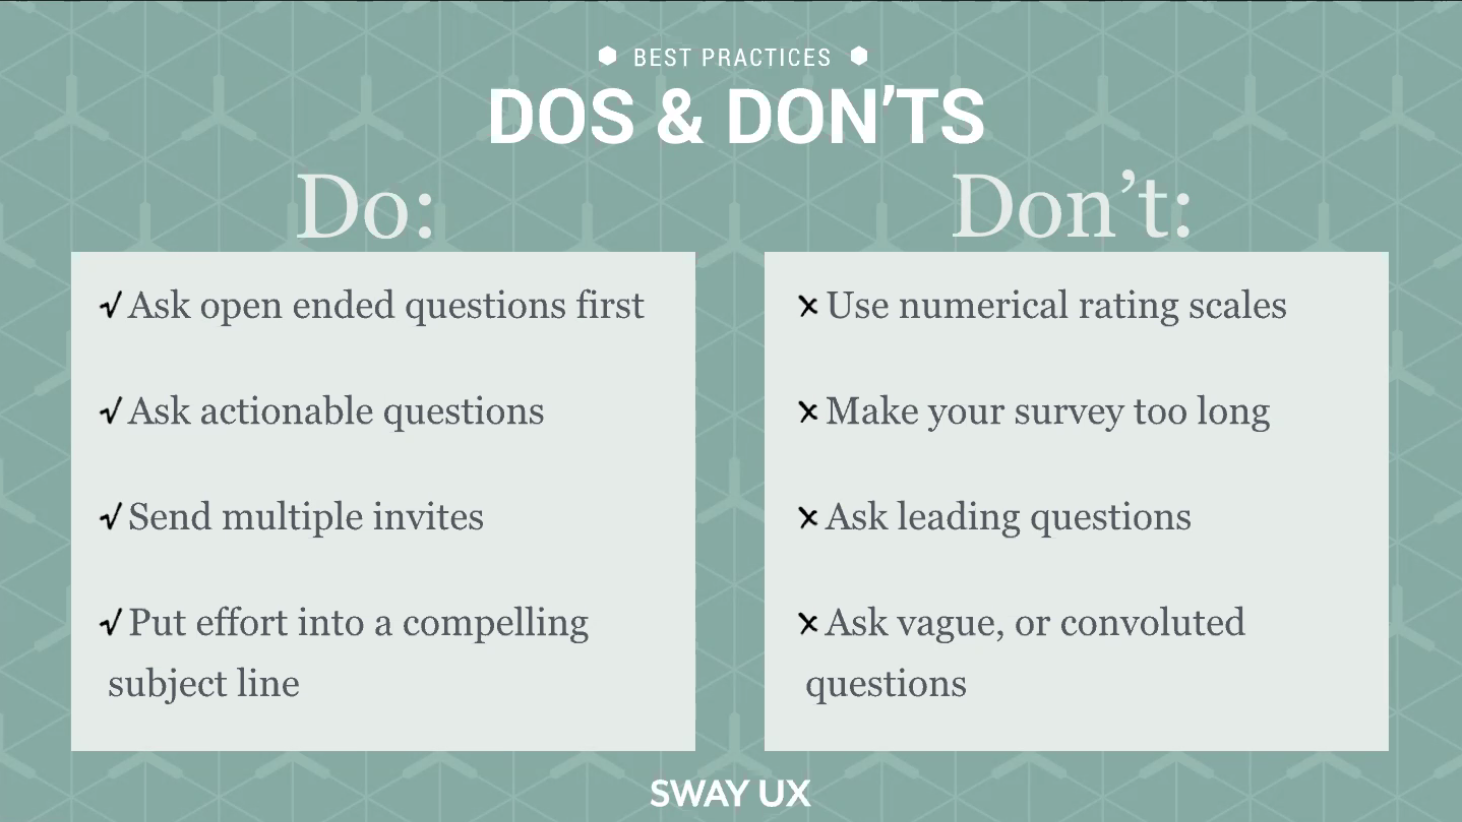 BEST PRACTICES
DOS & DON'TS
Do:
√ Ask open ended questions first
√ Ask actionable questions
√ Send multiple invites
√ Put effort into a compelling
subject line
Don't:
× Use numerical rating scales
× Make your survey too long
× Ask leading questions
× Ask vague, or convoluted
questions
SWAY UX